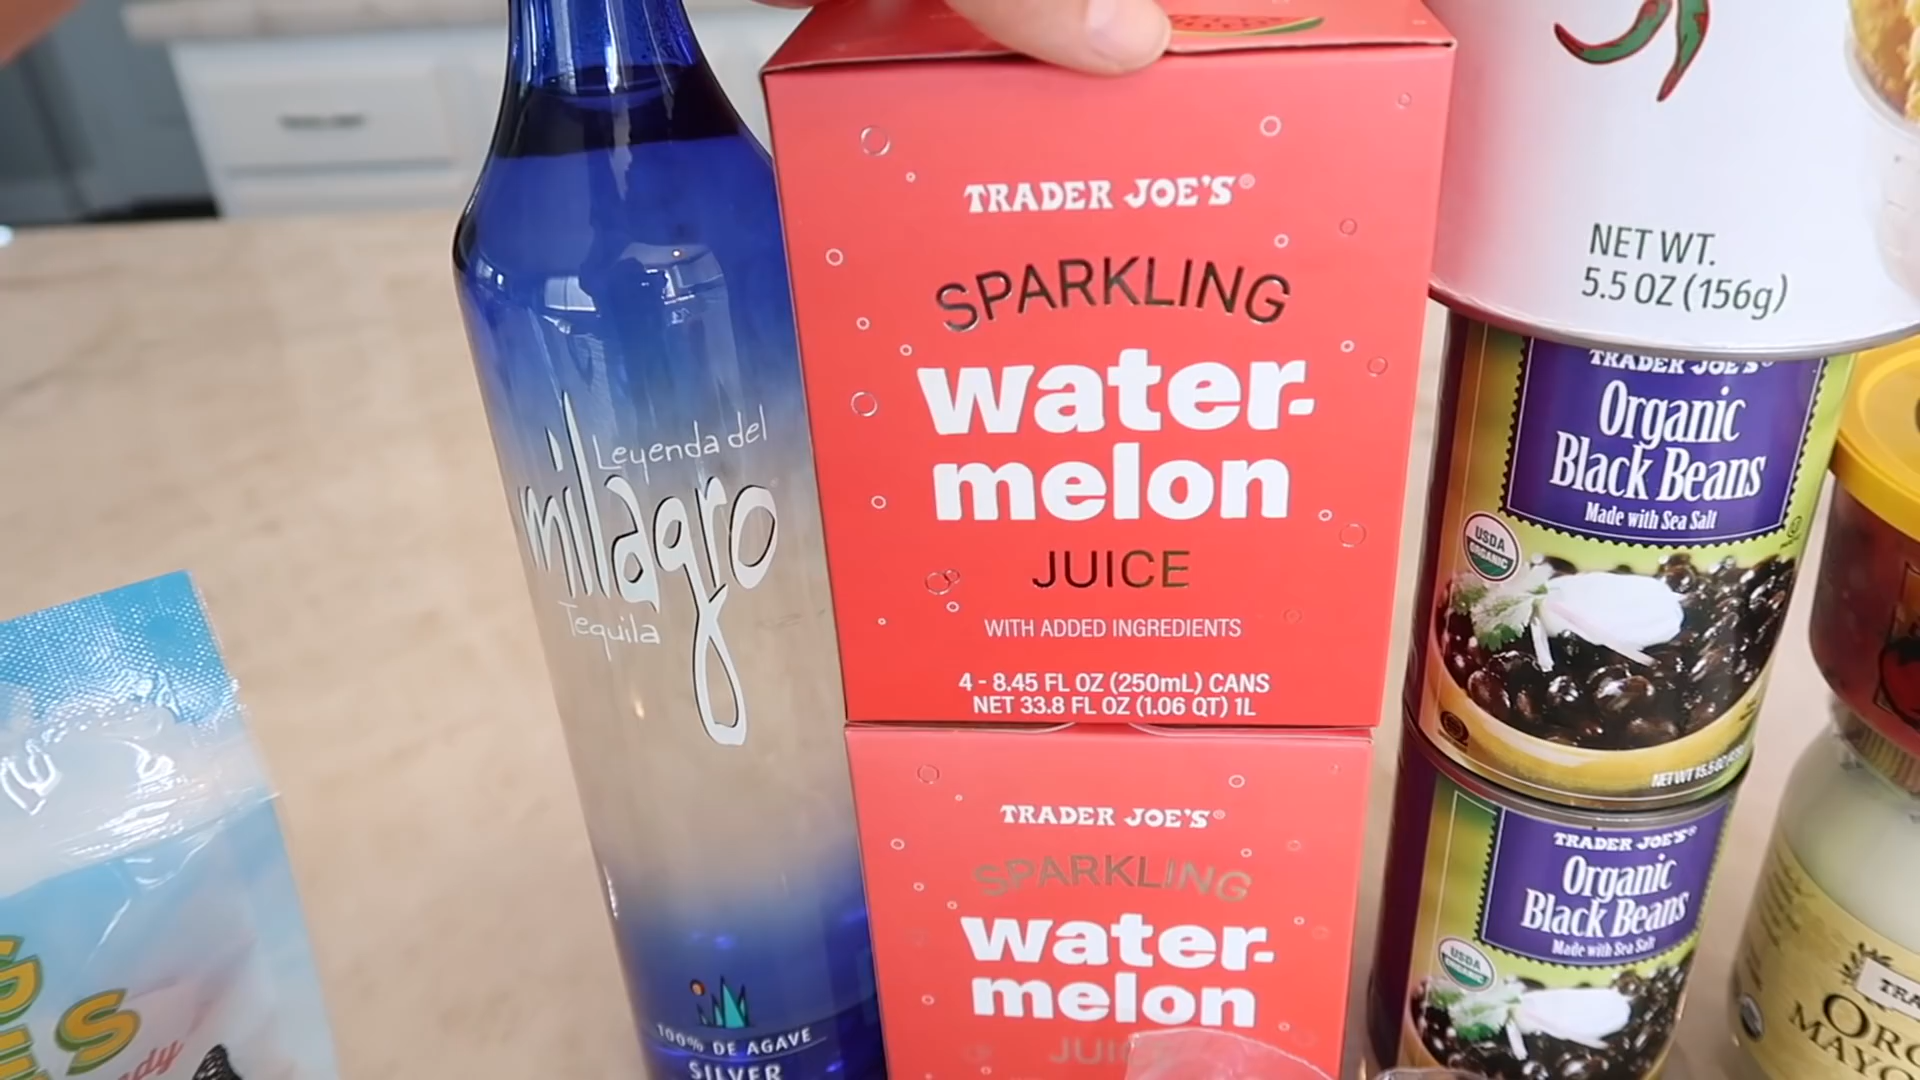 Leyenda del
milagro
Tequila
100% DE AGAVE
SILVER
TRADER JOE'S®
SPARKLING
water-
melon
JUICE
WITH ADDED INGREDIENTS
4 - 8.45 FL OZ (250mL) CANS
NET 33.8 FL OZ (1.06 QT) 1L
TRADER JOE'S®
SPARKLING
water-
melon
JUICE
NET WT.
5.5 OZ (156g)
TRADER JOE'S®
Organic
Black Beans
Made with Sea Salt
USDA
ORGANIC
TRADER JOE'S®
Organic
Black Beans
Made with Sea Salt
USDA
ORGANIC